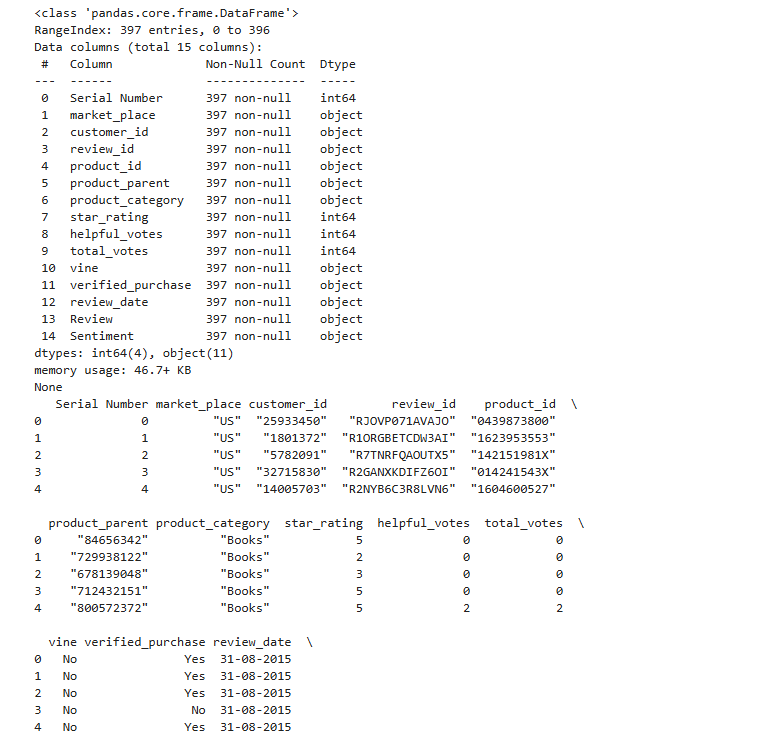 <class 'pandas.core.frame.DataFrame'>
RangeIndex: 397 entries, 0 to 396
Data columns (total 15 columns):
 #   Column             Non-Null Count  Dtype
---  ------             --------------  -----
 0   Serial Number      397 non-null    int64
 1   market_place       397 non-null    object
 2   customer_id        397 non-null    object
 3   review_id          397 non-null    object
 4   product_id         397 non-null    object
 5   product_parent     397 non-null    object
 6   product_category   397 non-null    object
 7   star_rating        397 non-null    int64
 8   helpful_votes      397 non-null    int64
 9   total_votes        397 non-null    int64
 10  vine               397 non-null    object
 11  verified_purchase  397 non-null    object
 12  review_date        397 non-null    object
 13  Review             397 non-null    object
 14  Sentiment          397 non-null    object
dtypes: int64(4), object(11)
memory usage: 46.7+ KB
None
   Serial Number market_place customer_id         review_id    product_id  \
0              0         "US"  "25933450"   "RJOVP071AVAJO"  "0439873800"
1              1         "US"   "1801372"  "R1ORGBETCDW3AI"  "1623953553"
2              2         "US"   "5782091"   "R7TNRFQAOUTX5"  "142151981X"
3              3         "US"  "32715830"  "R2GANXKDIFZ6OI"  "014241543X"
4              4         "US"  "14005703"  "R2NYB6C3R8LVN6"  "1604600527"
  product_parent product_category  star_rating  helpful_votes  total_votes  \
0     "84656342"          "Books"            5              0            0
1    "729938122"          "Books"            2              0            0
2    "678139048"          "Books"            3              0            0
3    "712432151"          "Books"            5              0            0
4    "800572372"          "Books"            5              2            2
  vine verified_purchase review_date  \
0   No               Yes  31-08-2015
1   No               Yes  31-08-2015
2   No               Yes  31-08-2015
3   No                No  31-08-2015
4   No               Yes  31-08-2015